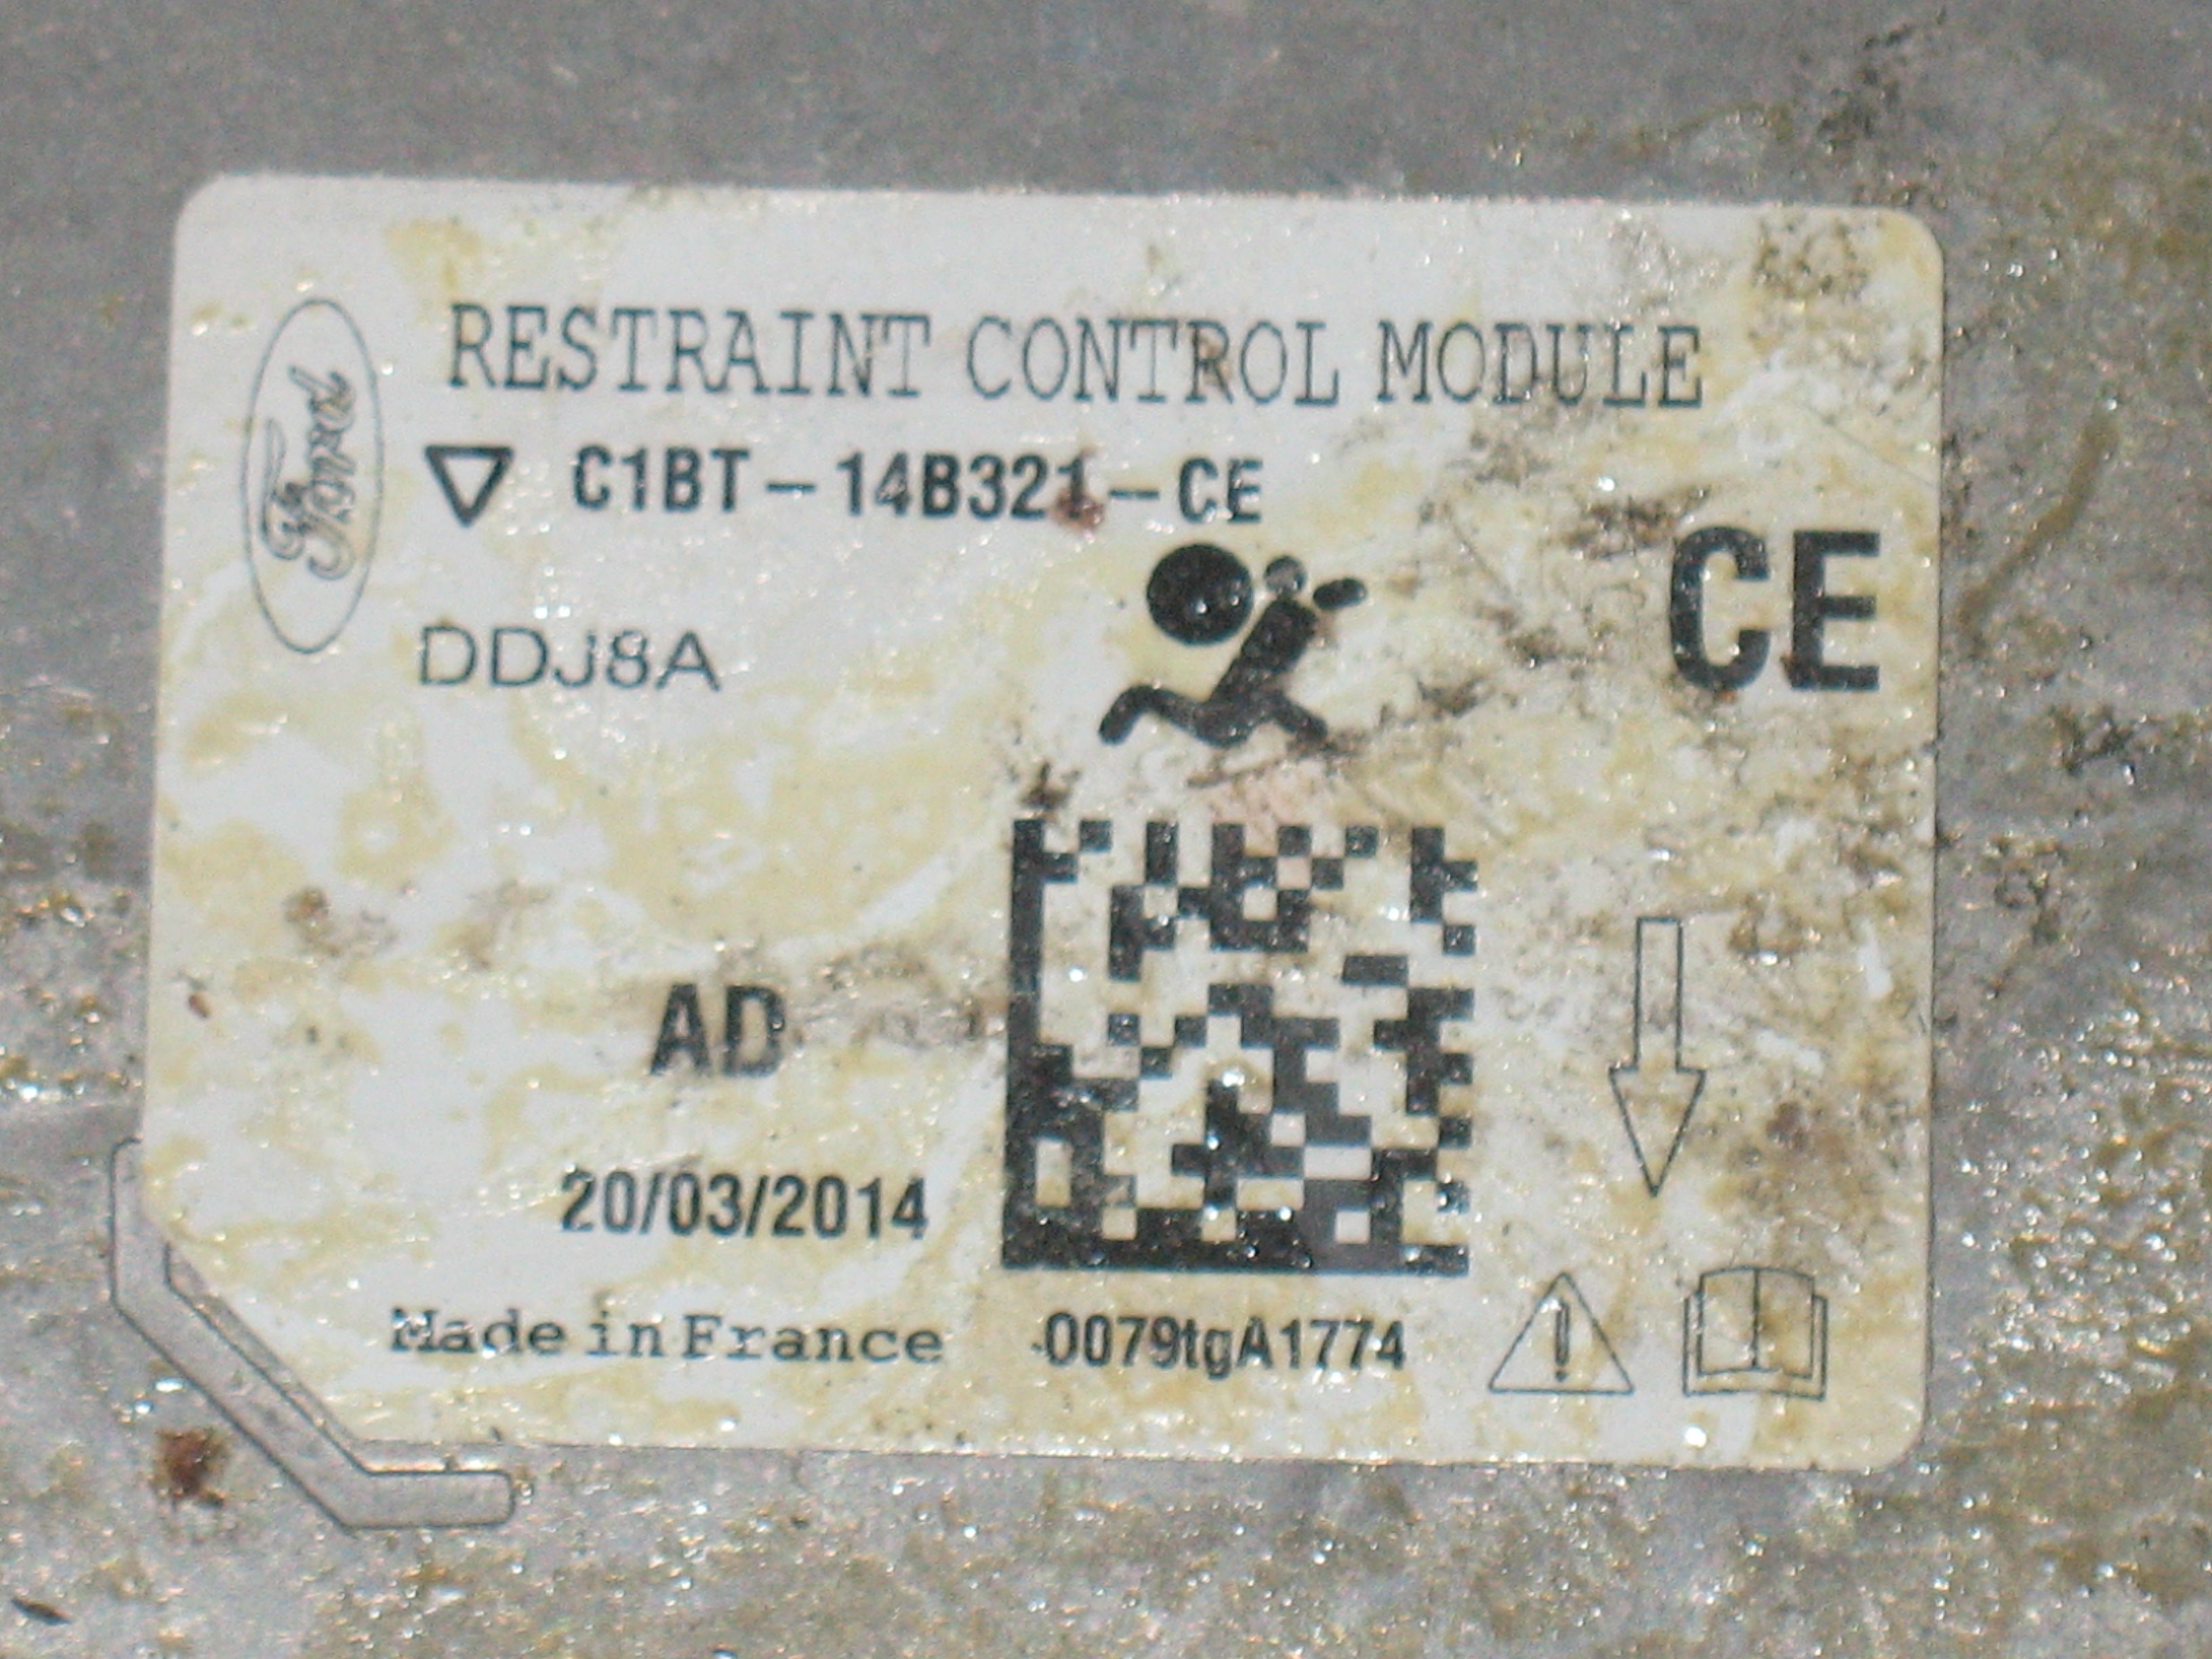 Ford
RESTRAINT CONTROL MODULE
C1BT-14B321-CE
DDJ8A
CE
AD
20/03/2014
Made in France
0079tgA1774